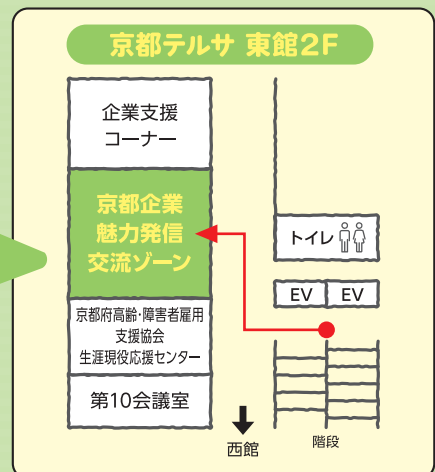 京都テルサ 東館2F
企業支援
コーナー
京都企業
魅力発信
交流ゾーン
トイレ
EV EV
京都府高齢・障害者雇用
支援協会
生涯現役応援センター
第10会議室
西館
階段